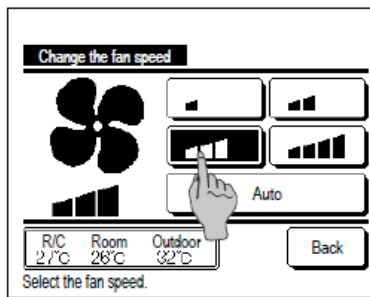 Change the fan speed
Auto
R/C Room Outdoor
27°C 26°C 32°C
Back
Select the fan speed.